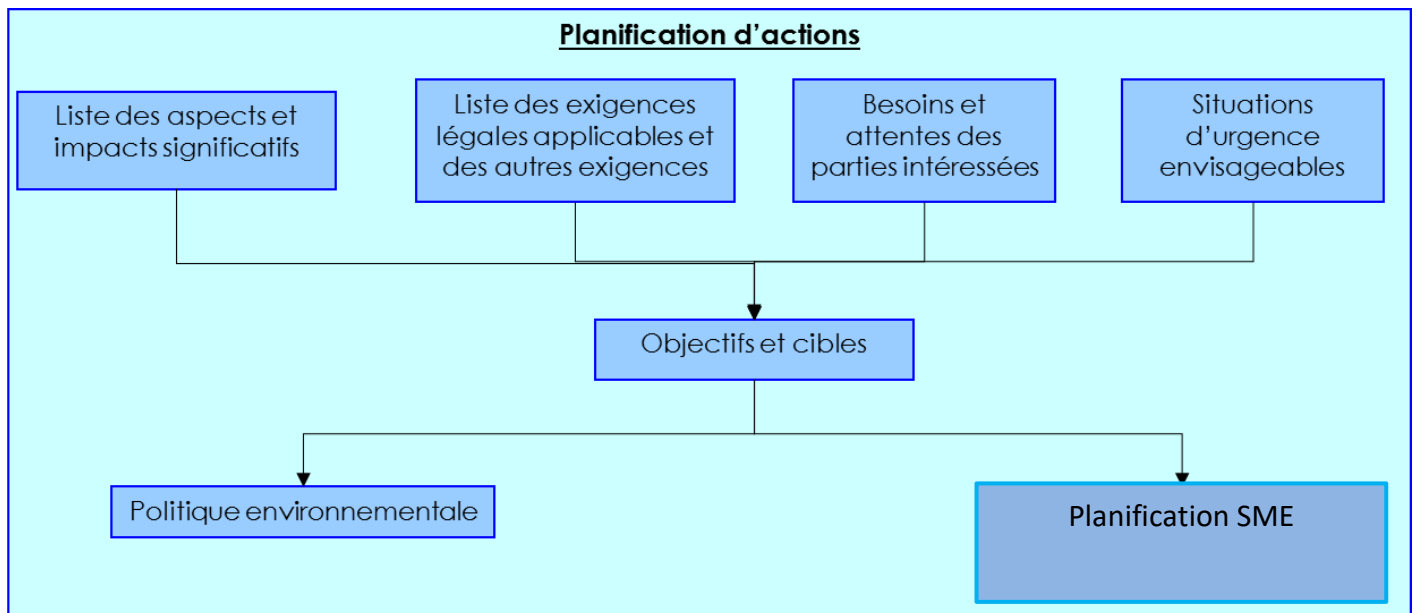 Planification d’actions
Liste des aspects et
impacts significatifs
Liste des exigences
légales applicables et
des autres exigences
Besoins et
attentes des
parties intéressées
Situations
d’urgence
envisageables
Objectifs et cibles
Politique environnementale
Planification SME